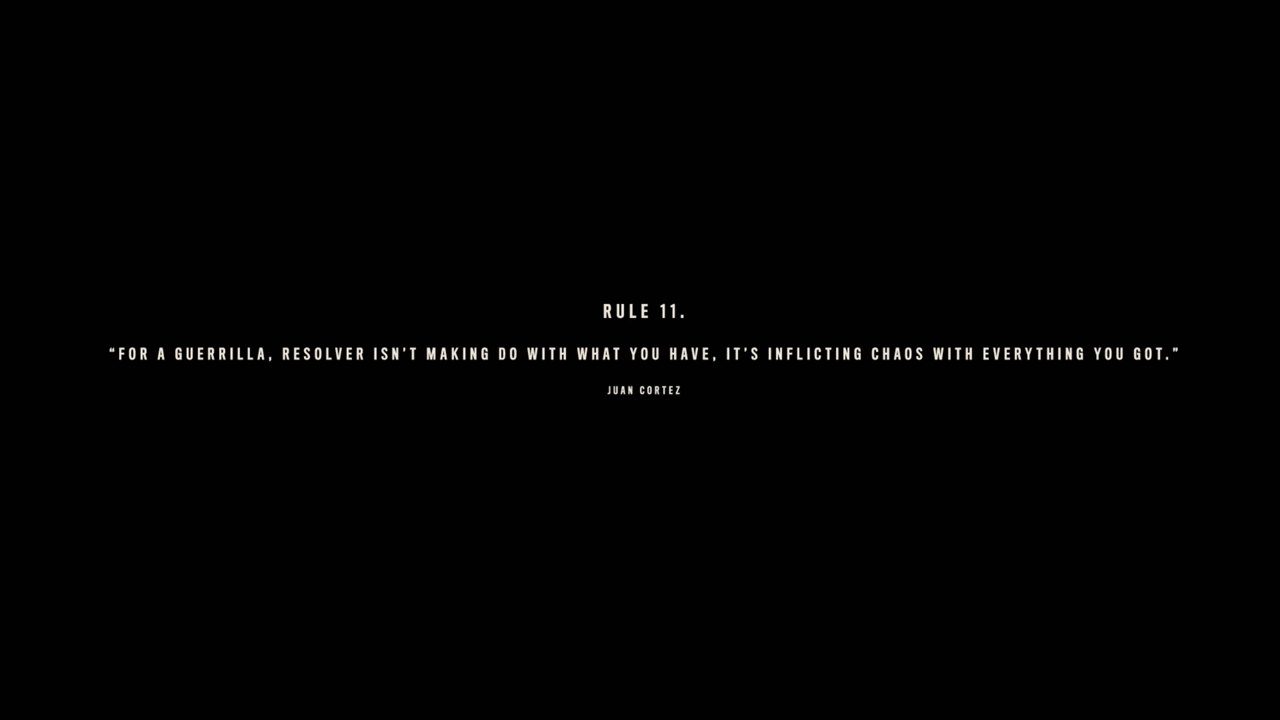 RULE 11.
“FOR A GUERRILLA, RESOLVER ISN’T MAKING DO WITH WHAT YOU HAVE, IT’S INFLICTING CHAOS WITH EVERYTHING YOU GOT.”
JUAN CORTEZ